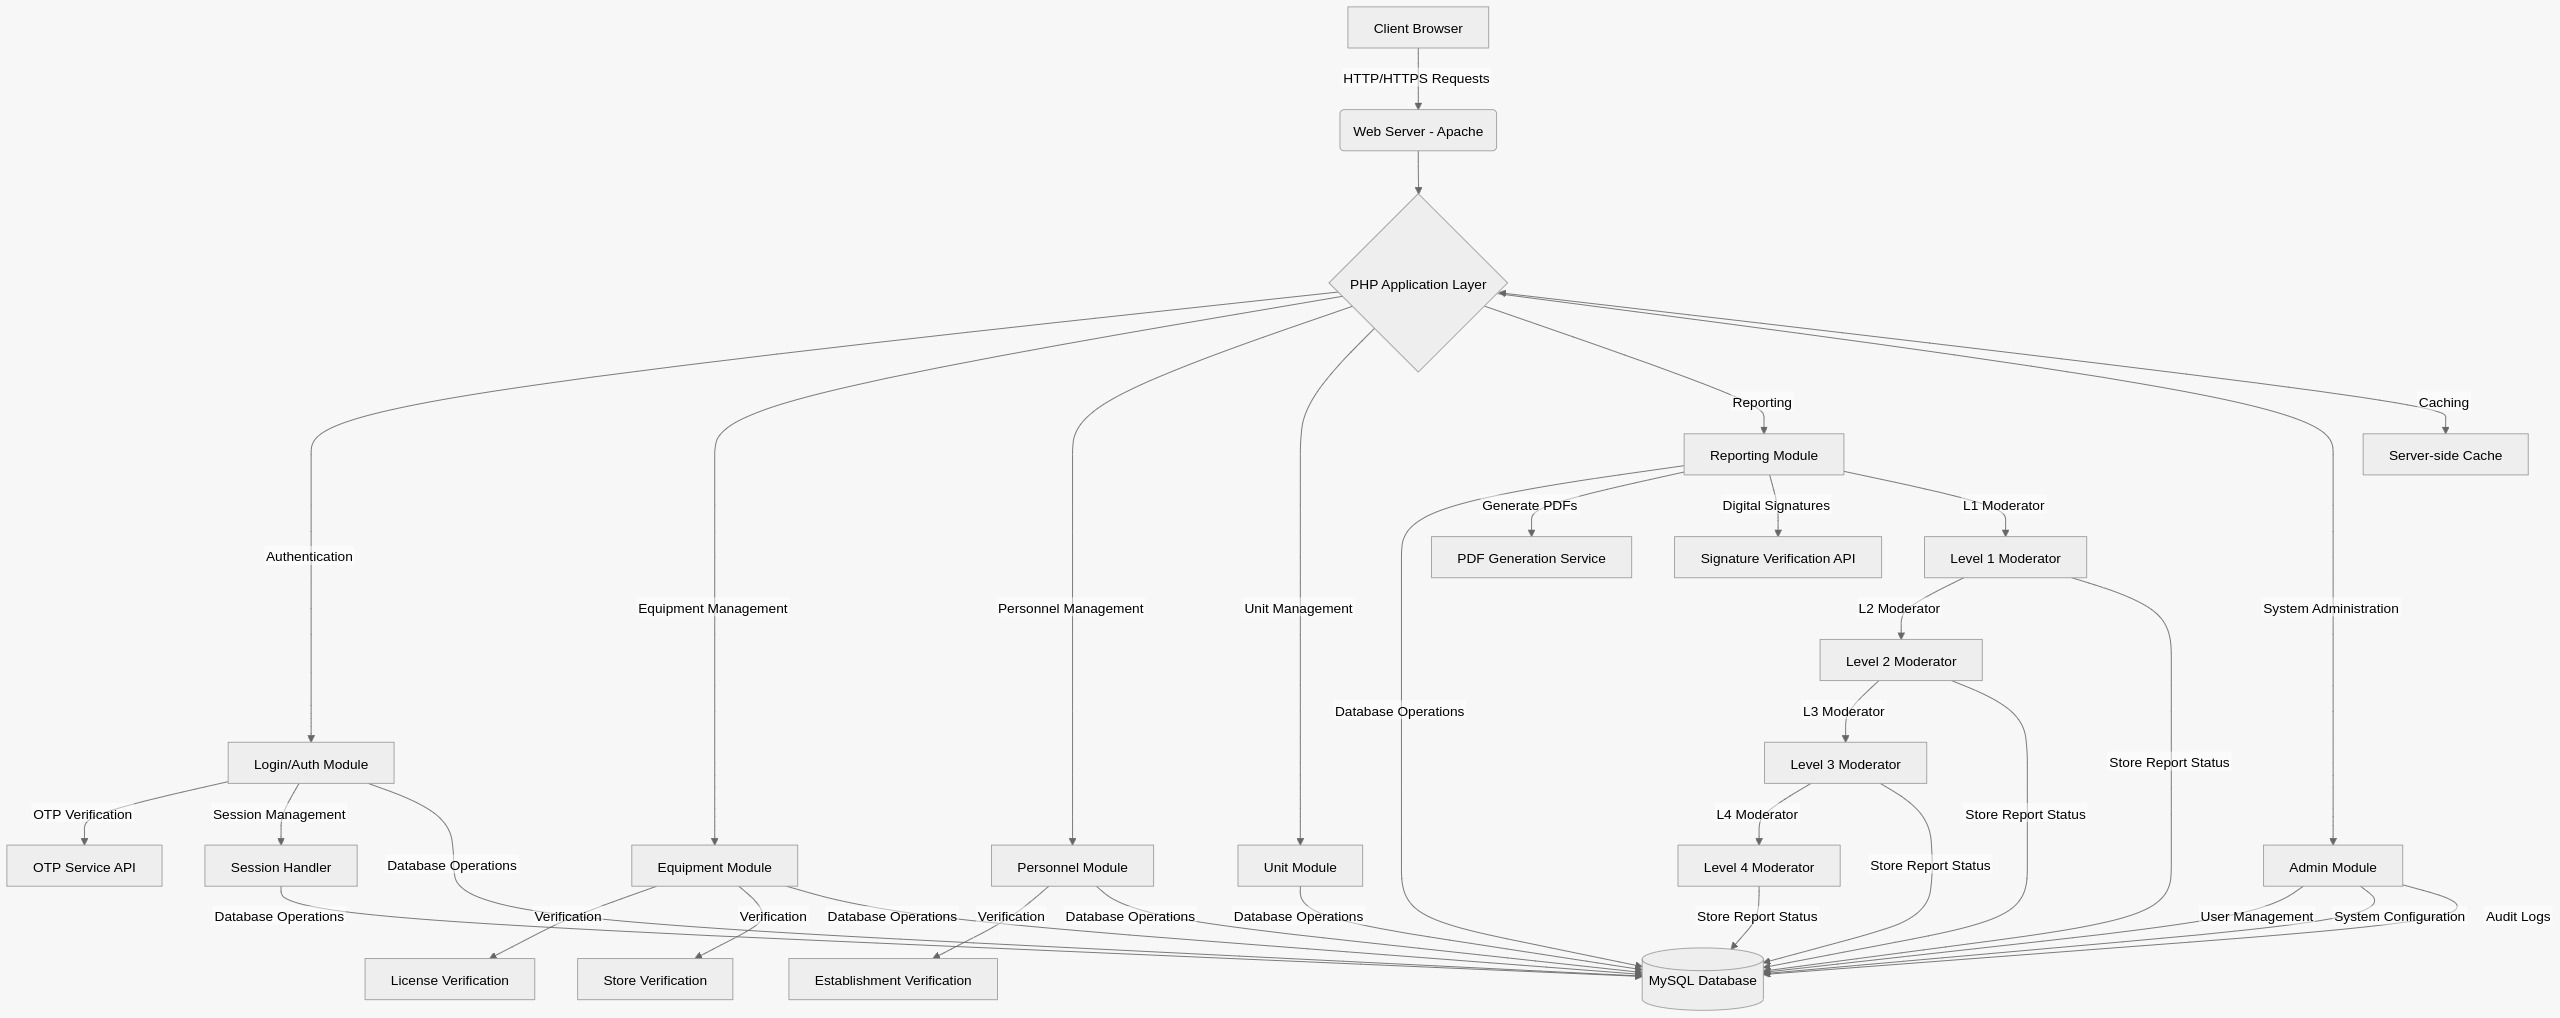 Client Browser
HTTP/HTTPS Requests
Web Server - Apache
PHP Application Layer
Reporting
Caching
Reporting Module
Server-side Cache
Generate PDFs
Digital Signatures
L1 Moderator
Authentication
PDF Generation Service
Signature Verification API
Level 1 Moderator
Equipment Management
Personnel Management
Unit Management
L2 Moderator
System Administration
Level 2 Moderator
Database Operations
L3 Moderator
Login/Auth Module
Level 3 Moderator
Store Report Status
OTP Verification
Session Management
L4 Moderator
Store Report Status
OTP Service API
Session Handler
Database Operations
Equipment Module
Personnel Module
Unit Module
Level 4 Moderator
Store Report Status
Admin Module
Database Operations
Verification
Verification
Database Operations
Verification
Database Operations
Database Operations
Store Report Status
User Management
System Configuration
Audit Logs
License Verification
Store Verification
Establishment Verification
MySQL Database